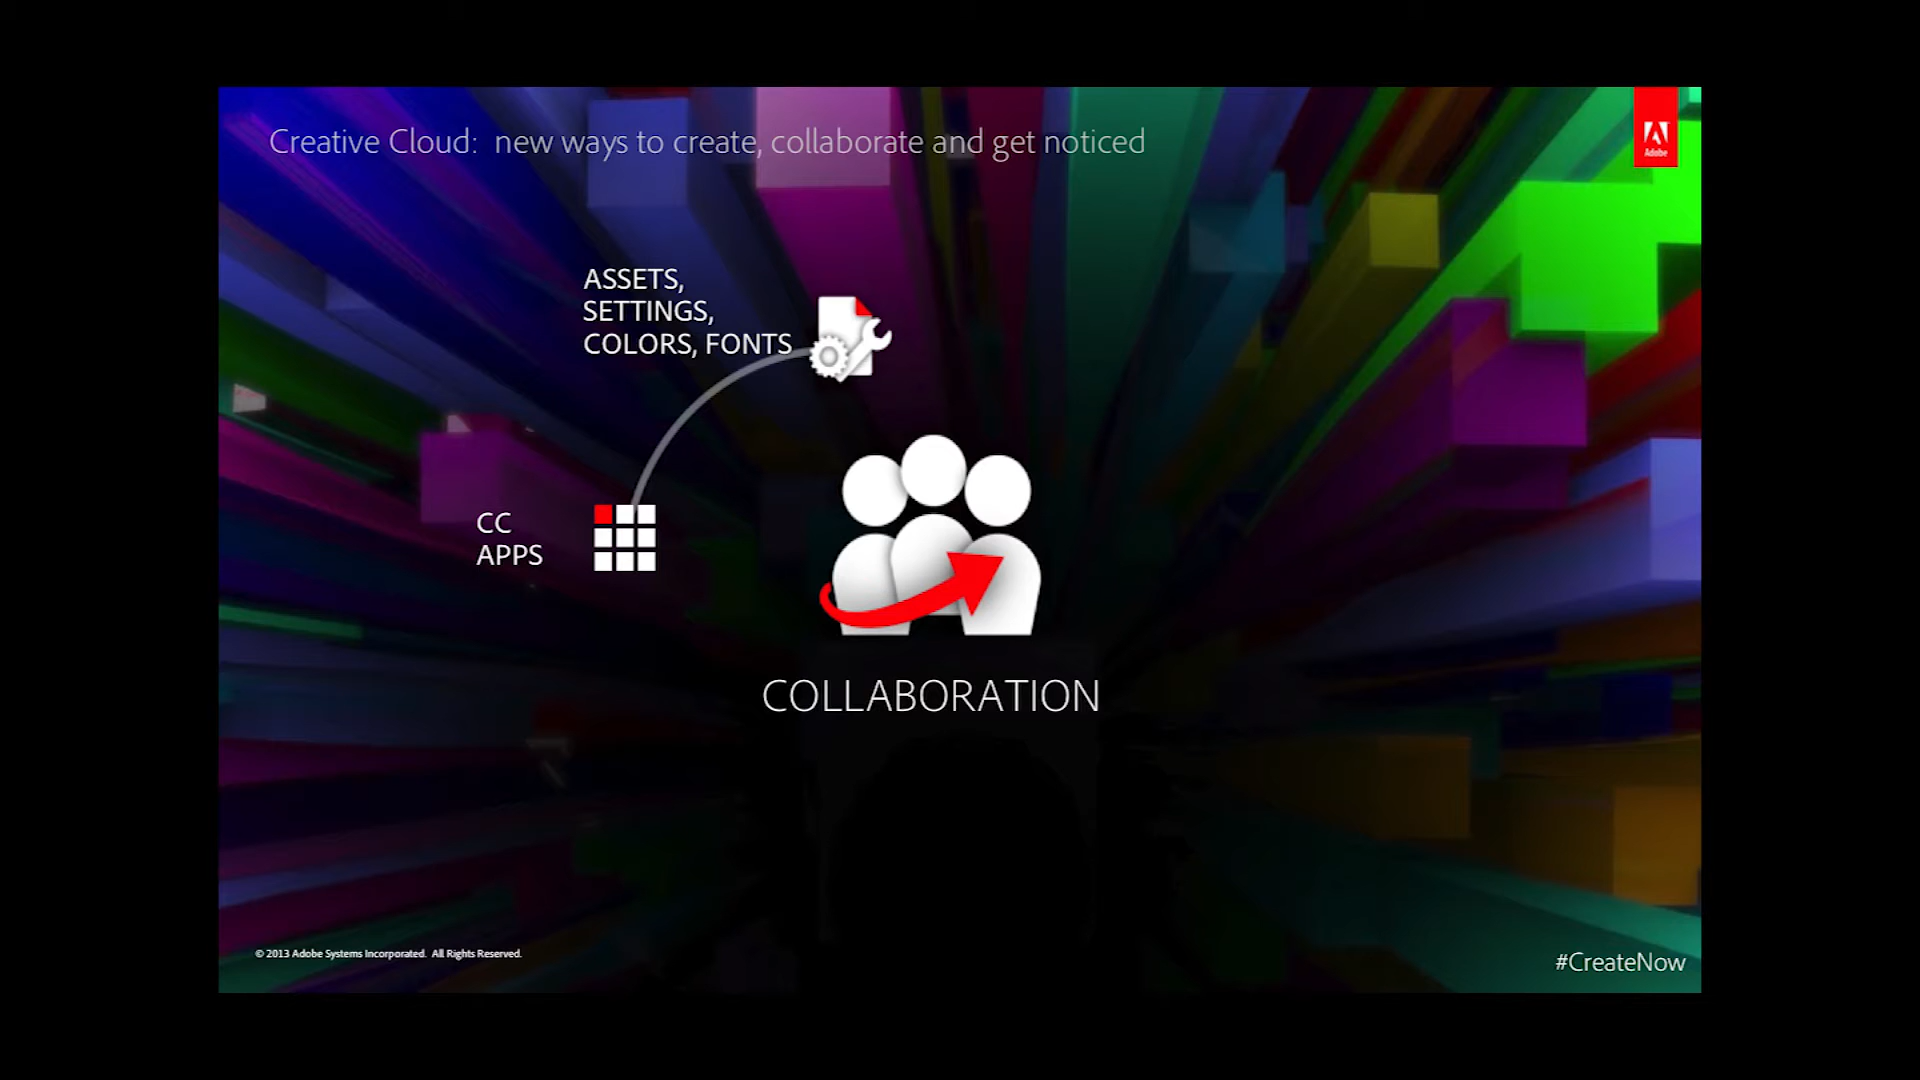 Creative Cloud:  new ways to create, collaborate and get noticed
Adobe
ASSETS,
SETTINGS,
COLORS, FONTS
CC
APPS
COLLABORATION
© 2013 Adobe Systems Incorporated.  All Rights Reserved.
#CreateNow